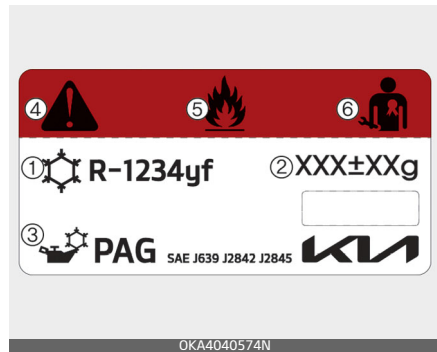 ④ ⑤ ⑥
① R-1234yf ②XXX±XXg
③ PAG SAE J639 J2842 J2845 KIA
OKA4040574N